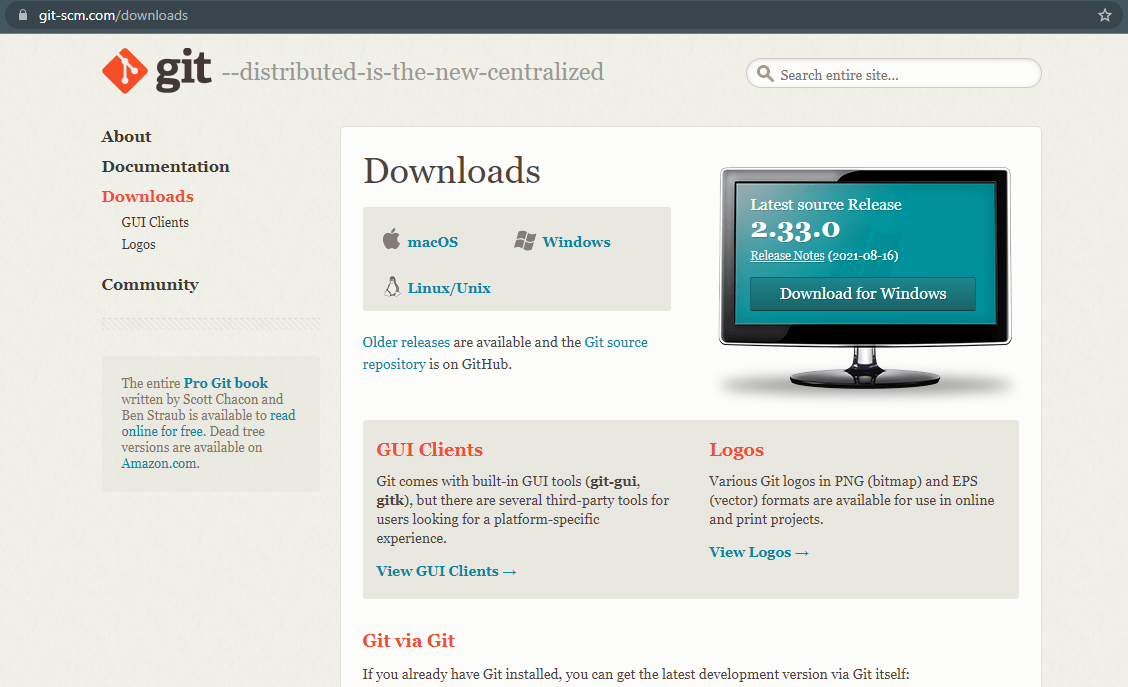 git-scm.com/downloads
git --distributed-is-the-new-centralized
Search entire site...
About
Documentation
Downloads
GUI Clients
Logos
Community
The entire Pro Git book
written by Scott Chacon and
Ben Straub is available to read
online for free. Dead tree
versions are available on
Amazon.com.
Downloads
macOS
Windows
Linux/Unix
Older releases are available and the Git source
repository is on GitHub.
Latest source Release
2.33.0
Release Notes (2021-08-16)
Download for Windows
GUI Clients
Git comes with built-in GUI tools (git-gui,
gitk), but there are several third-party tools for
users looking for a platform-specific
experience.
View GUI Clients →
Logos
Various Git logos in PNG (bitmap) and EPS
(vector) formats are available for use in online
and print projects.
View Logos →
Git via Git
If you already have Git installed, you can get the latest development version via Git itself: